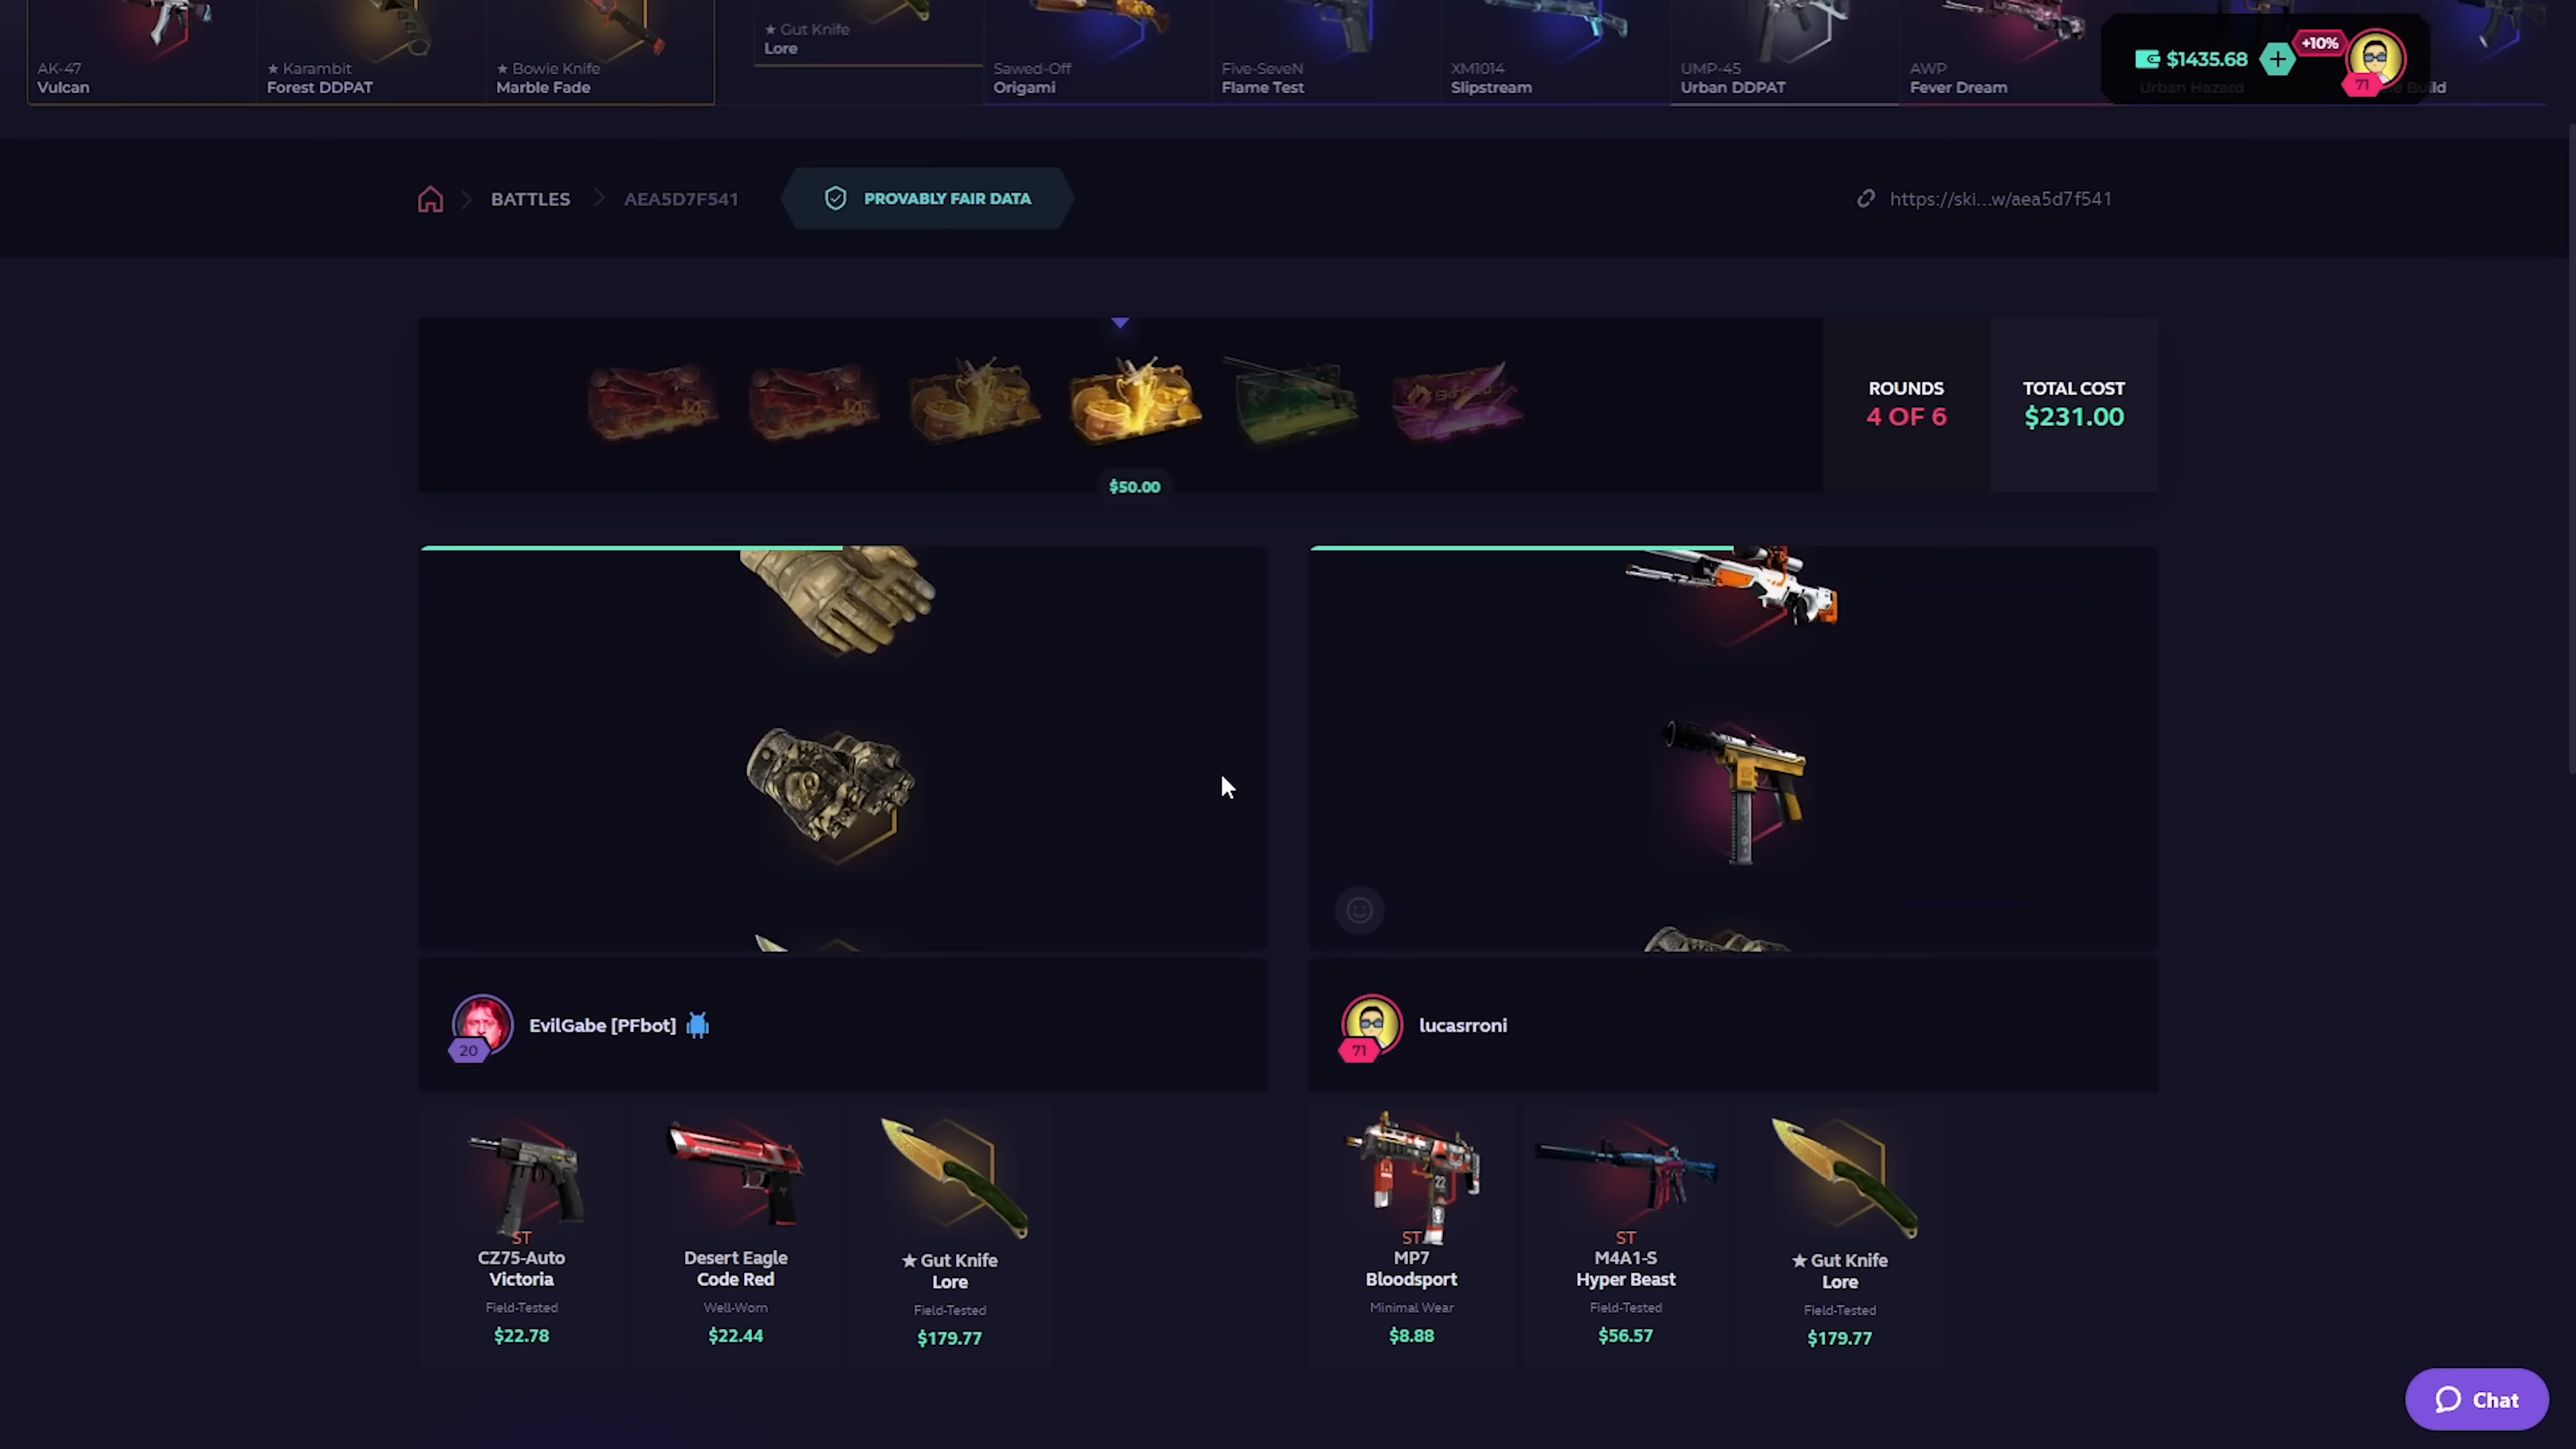 ★ Gut Knife
Lore
AK-47
Vulcan
★ Karambit
Forest DDPAT
★ Bowie Knife
Marble Fade
Sawed-Off
Origami
Five-SeveN
Flame Test
XM1014
Slipstream
UMP-45
Urban DDPAT
AWP
Fever Dream
Urban Hazard
$1435.68
+10%
71
BATTLES
AEA5D7F541
PROVABLY FAIR DATA
https://ski...w/aea5d7f541
ROUNDS
4 OF 6
TOTAL COST
$231.00
$50.00
EvilGabe [PFbot]
20
lucasrroni
71
ST
CZ75-Auto
Victoria
Field-Tested
$22.78
Desert Eagle
Code Red
Well-Worn
$22.44
★ Gut Knife
Lore
Field-Tested
$179.77
ST
MP7
Bloodsport
Minimal Wear
$8.88
ST
M4A1-S
Hyper Beast
Field-Tested
$56.57
★ Gut Knife
Lore
Field-Tested
$179.77
Chat